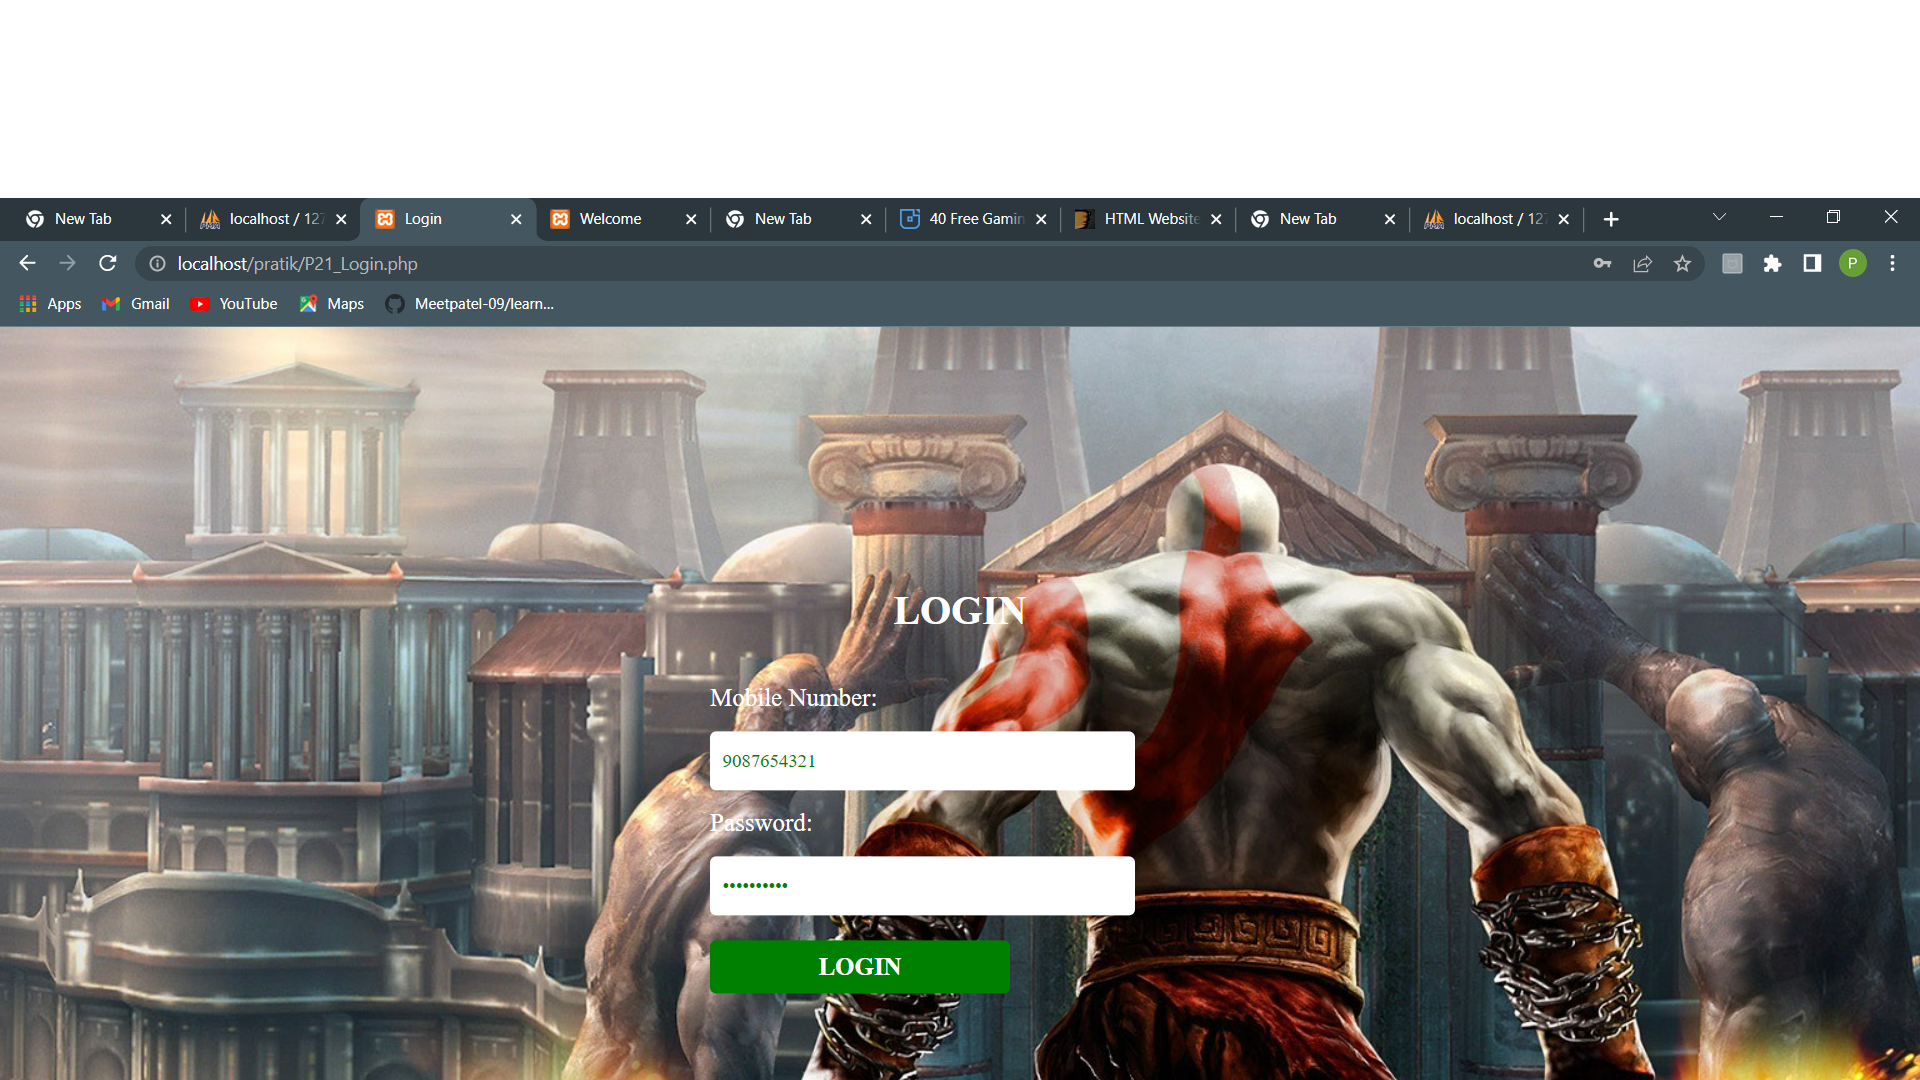 New Tab
localhost / 127
Login
Welcome
New Tab
40 Free Gamin
HTML Website
New Tab
localhost / 127
localhost/pratik/P21_Login.php
P
Apps
Gmail
YouTube
Maps
Meetpatel-09/learn...
LOGIN
Mobile Number:
9087654321
Password:
••••••••••
LOGIN